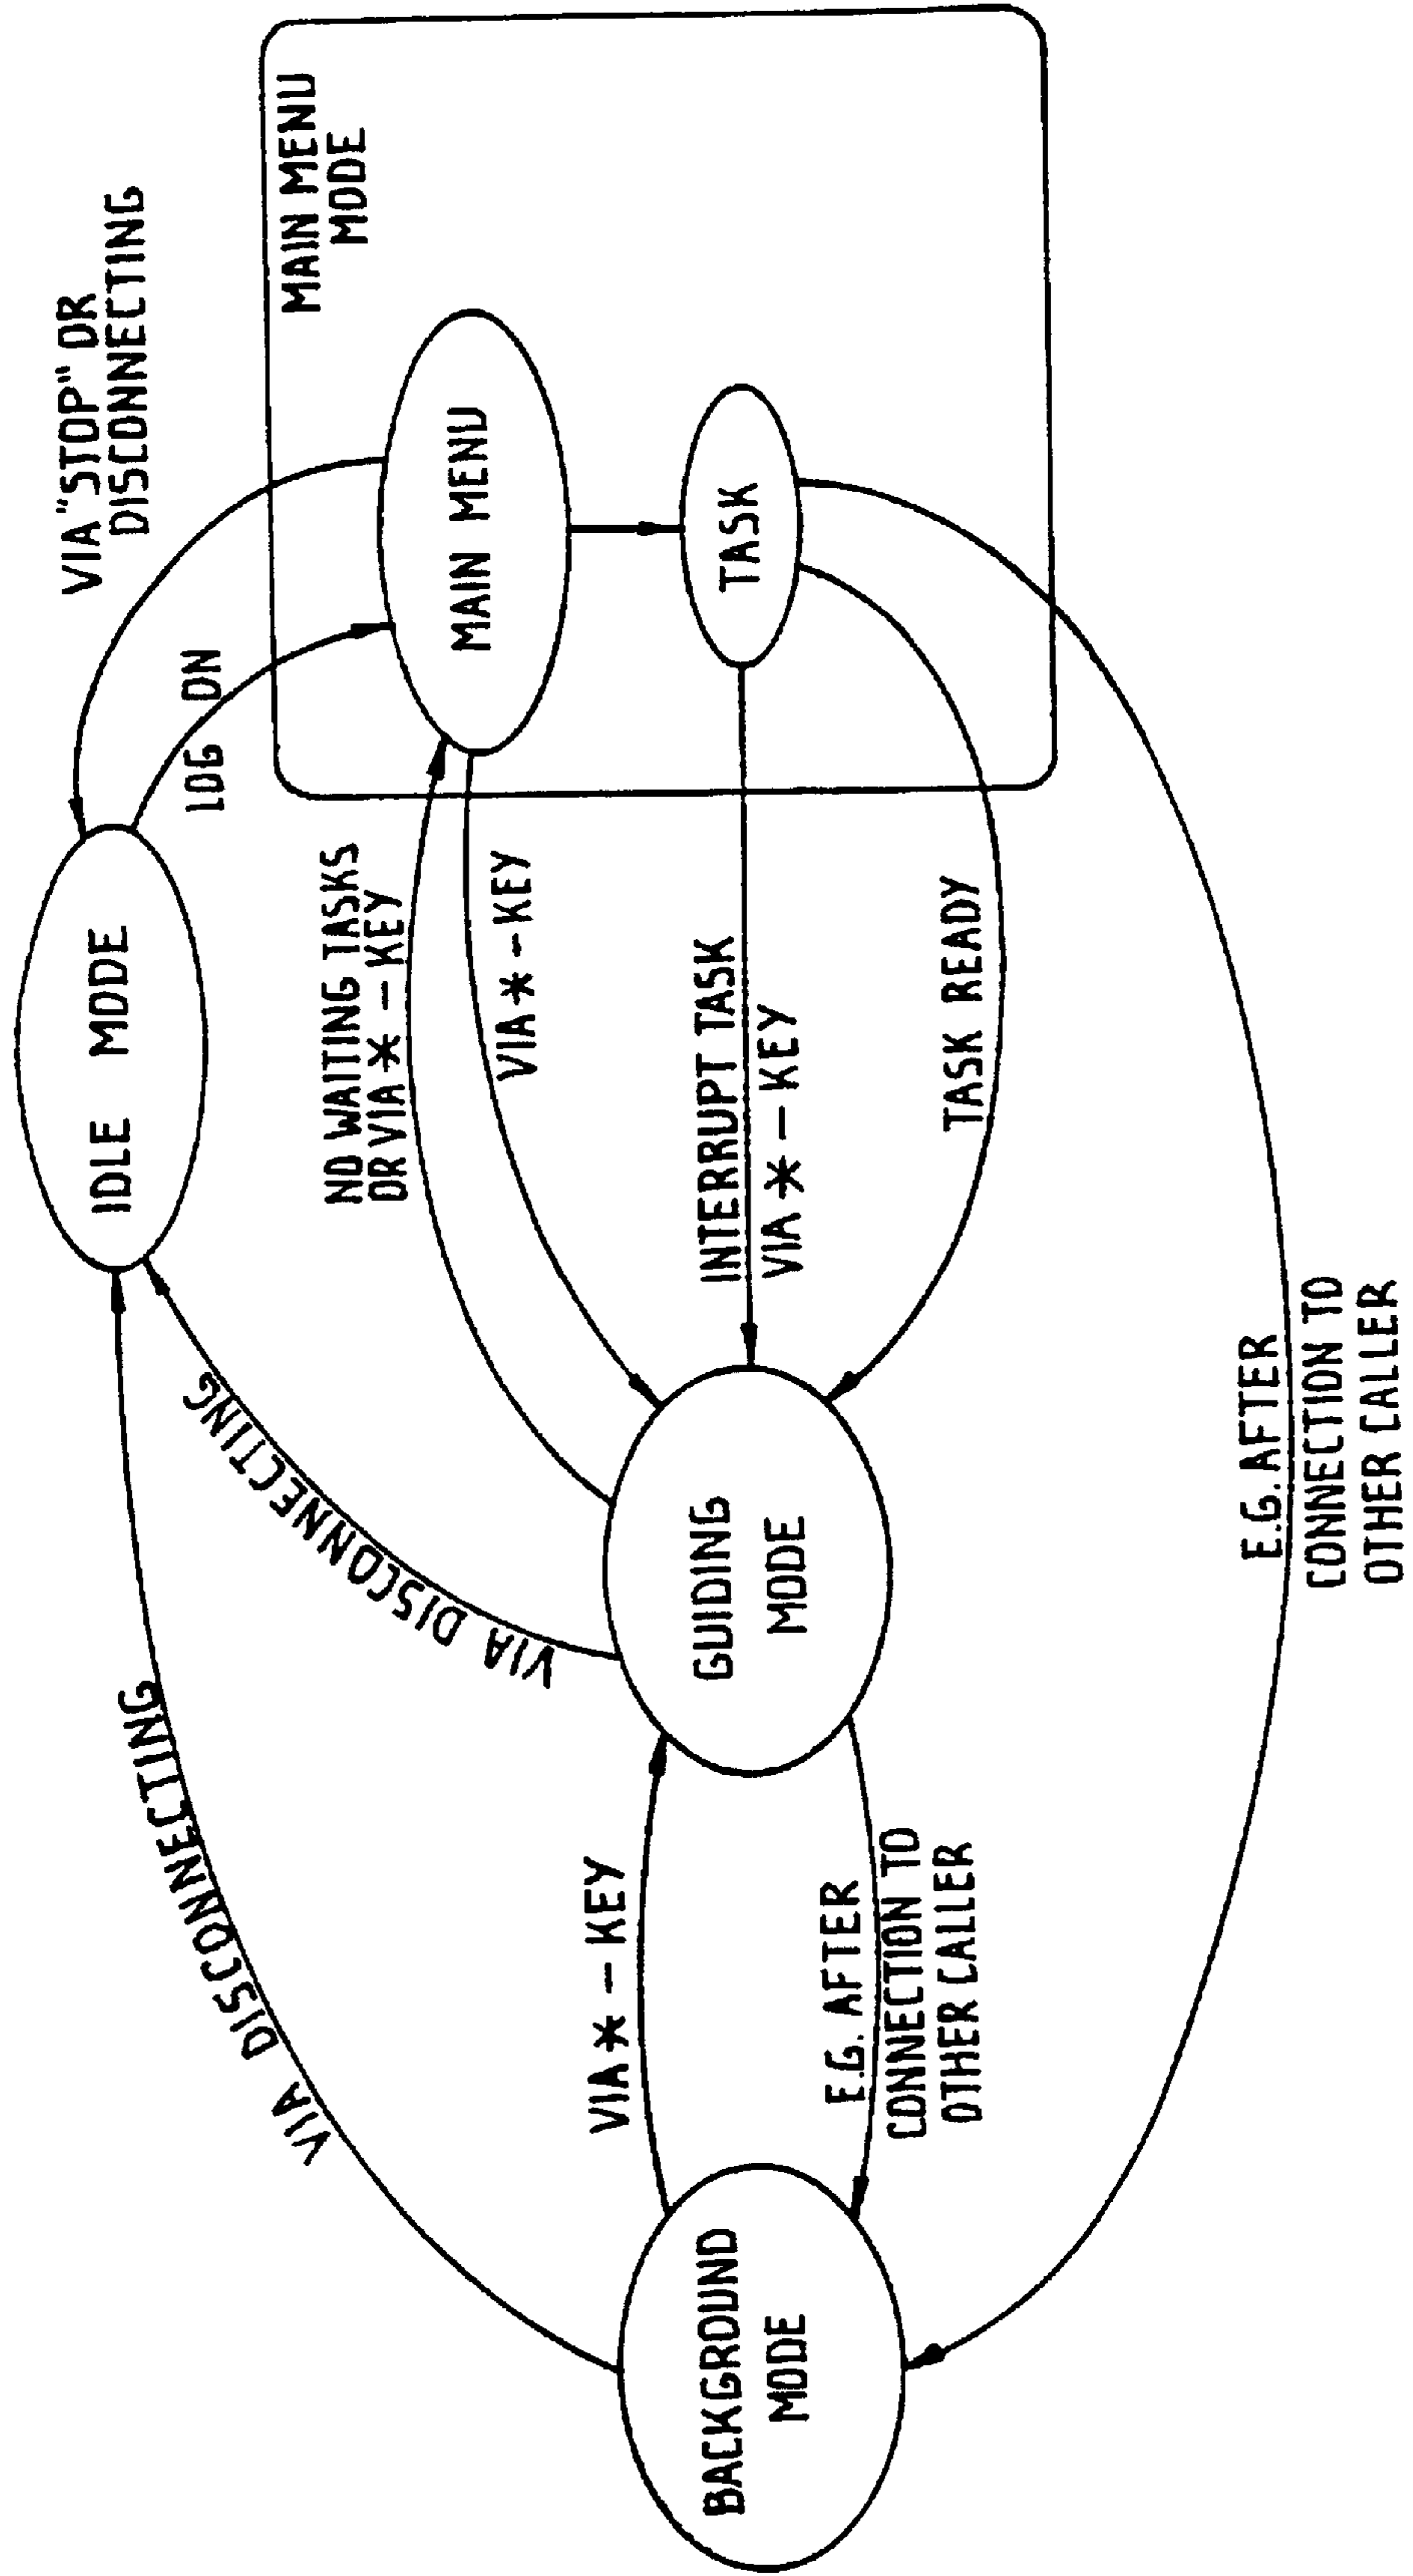 IDLE MODE
LOG ON
VIA "STOP" OR
DISCONNECTING
MAIN MENU
MODE
MAIN MENU
TASK
NO WAITING TASKS
OR VIA * - KEY
VIA * - KEY
INTERRUPT TASK
VIA * - KEY
TASK READY
VIA DISCONNECTING
VIA DISCONNECTING
GUIDING
MODE
VIA * - KEY
E.G. AFTER
CONNECTION TO
OTHER CALLER
BACKGROUND
MODE
E.G. AFTER
CONNECTION TO
OTHER CALLER